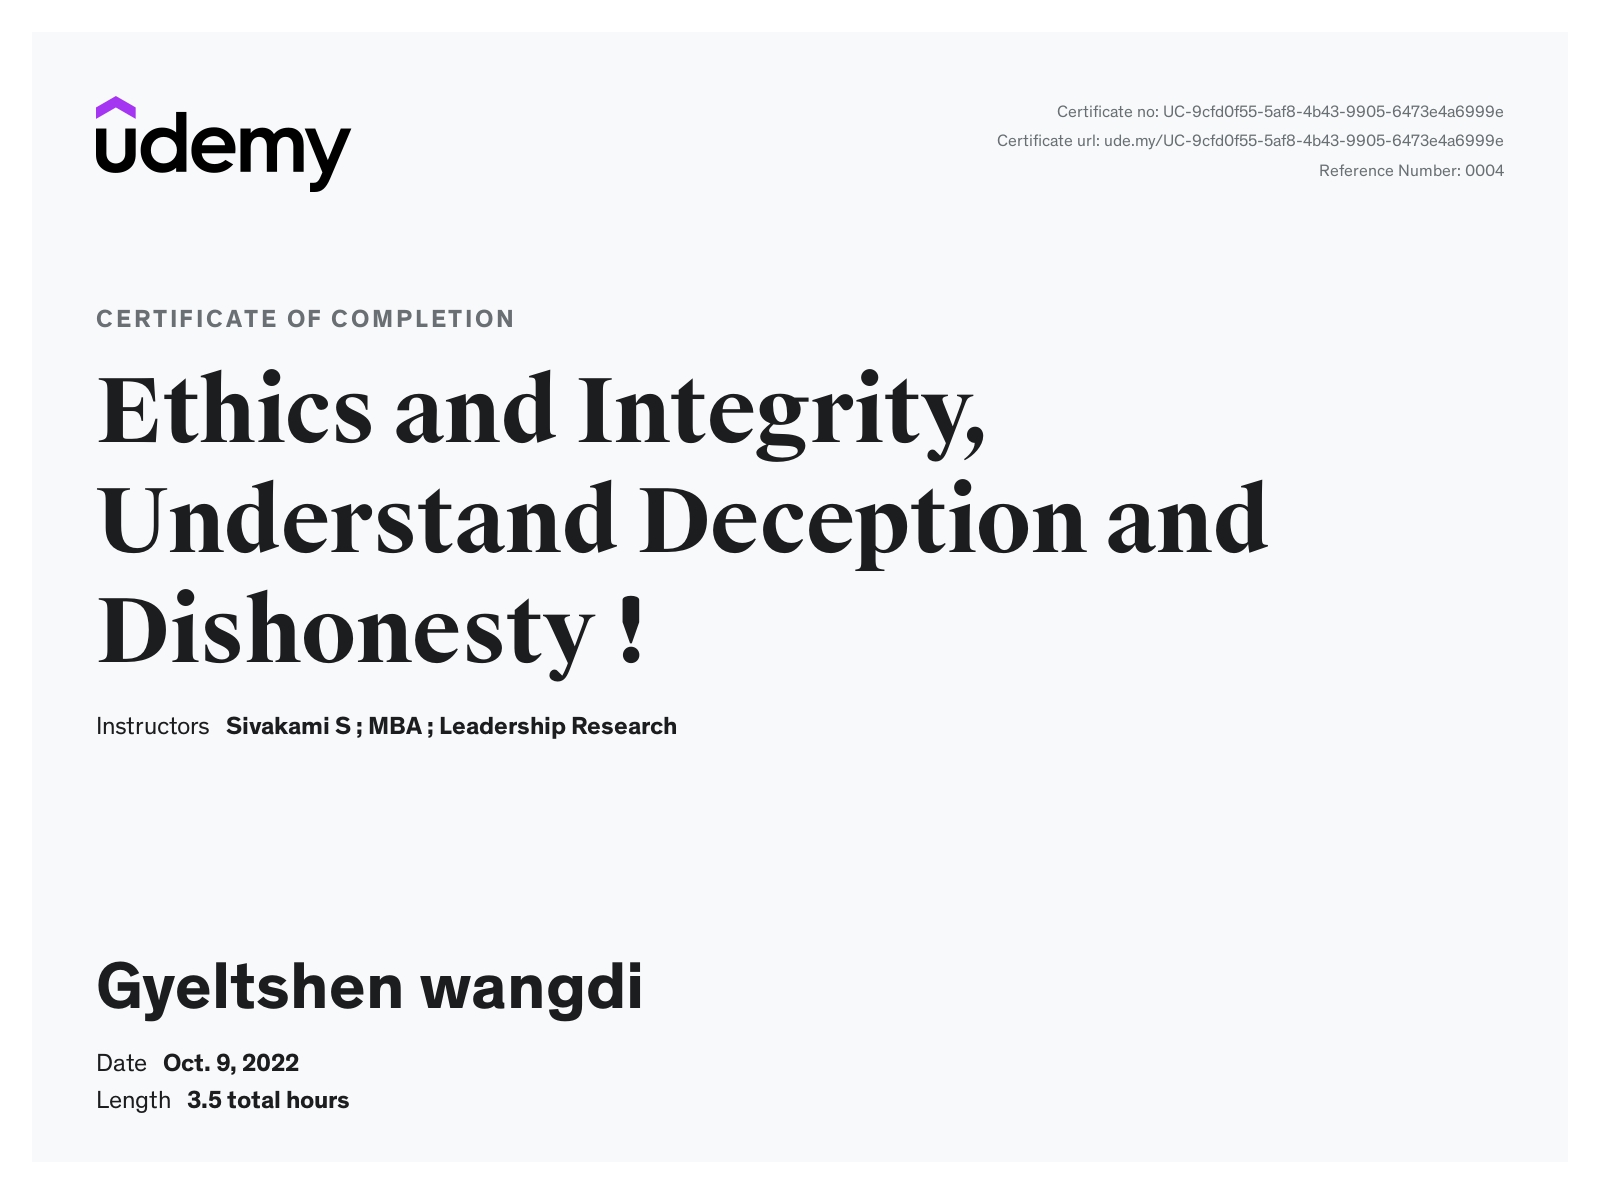 udemy
Certificate no: UC-9cfd0f55-5af8-4b43-9905-6473e4a6999e
Certificate url: ude.my/UC-9cfd0f55-5af8-4b43-9905-6473e4a6999e
Reference Number: 0004
CERTIFICATE OF COMPLETION
Ethics and Integrity,
Understand Deception and
Dishonesty !
Instructors Sivakami S ; MBA ; Leadership Research
Gyeltshen wangdi
Date Oct. 9, 2022
Length 3.5 total hours